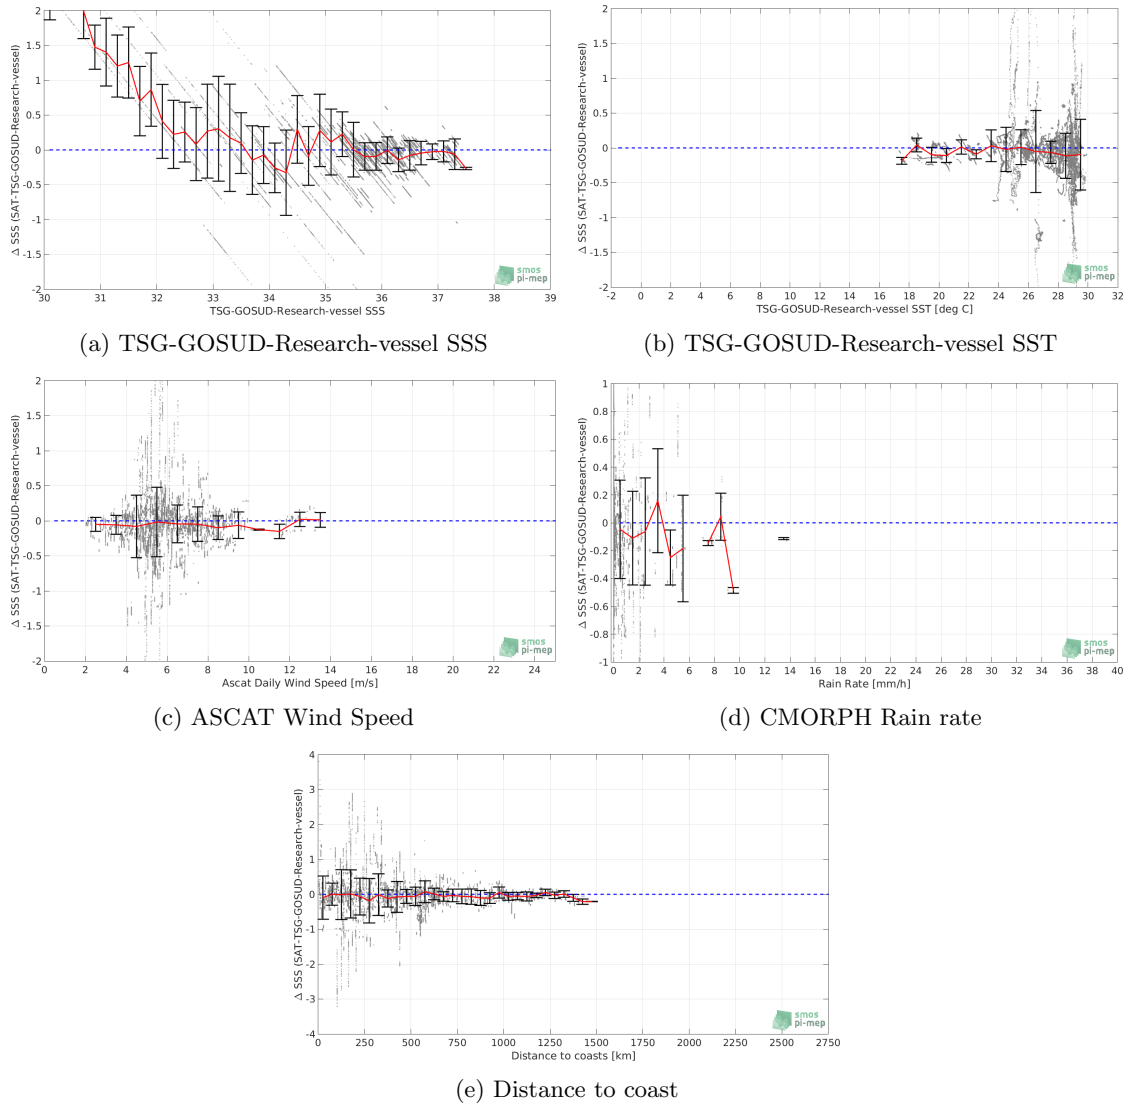 Δ SSS (SAT-TSG-GOSUD-Research-vessel)
2
1.5
1
0.5
0
-0.5
-1
-1.5
-2
30 31 32 33 34 35 36 37 38 39
TSG-GOSUD-Research-vessel SSS
smos
pi-mep
(a) TSG-GOSUD-Research-vessel SSS
Δ SSS (SAT-TSG-GOSUD-Research-vessel)
2
1.5
1
0.5
0
-0.5
-1
-1.5
-2
-2 0 2 4 6 8 10 12 14 16 18 20 22 24 26 28 30 32
TSG-GOSUD-Research-vessel SST [deg C]
smos
pi-mep
(b) TSG-GOSUD-Research-vessel SST
Δ SSS (SAT-TSG-GOSUD-Research-vessel)
2
1.5
1
0.5
0
-0.5
-1
-1.5
-2
0 2 4 6 8 10 12 14 16 18 20 22 24
Ascat Daily Wind Speed [m/s]
smos
pi-mep
(c) ASCAT Wind Speed
Δ SSS (SAT-TSG-GOSUD-Research-vessel)
1
0.8
0.6
0.4
0.2
0
-0.2
-0.4
-0.6
-0.8
-1
0 2 4 6 8 10 12 14 16 18 20 22 24 26 28 30 32 34 36 38 40
Rain Rate [mm/h]
smos
pi-mep
(d) CMORPH Rain rate
Δ SSS (SAT-TSG-GOSUD-Research-vessel)
4
3
2
1
0
-1
-2
-3
-4
0 250 500 750 1000 1250 1500 1750 2000 2250 2500 2750
Distance to coasts [km]
smos
pi-mep
(e) Distance to coast